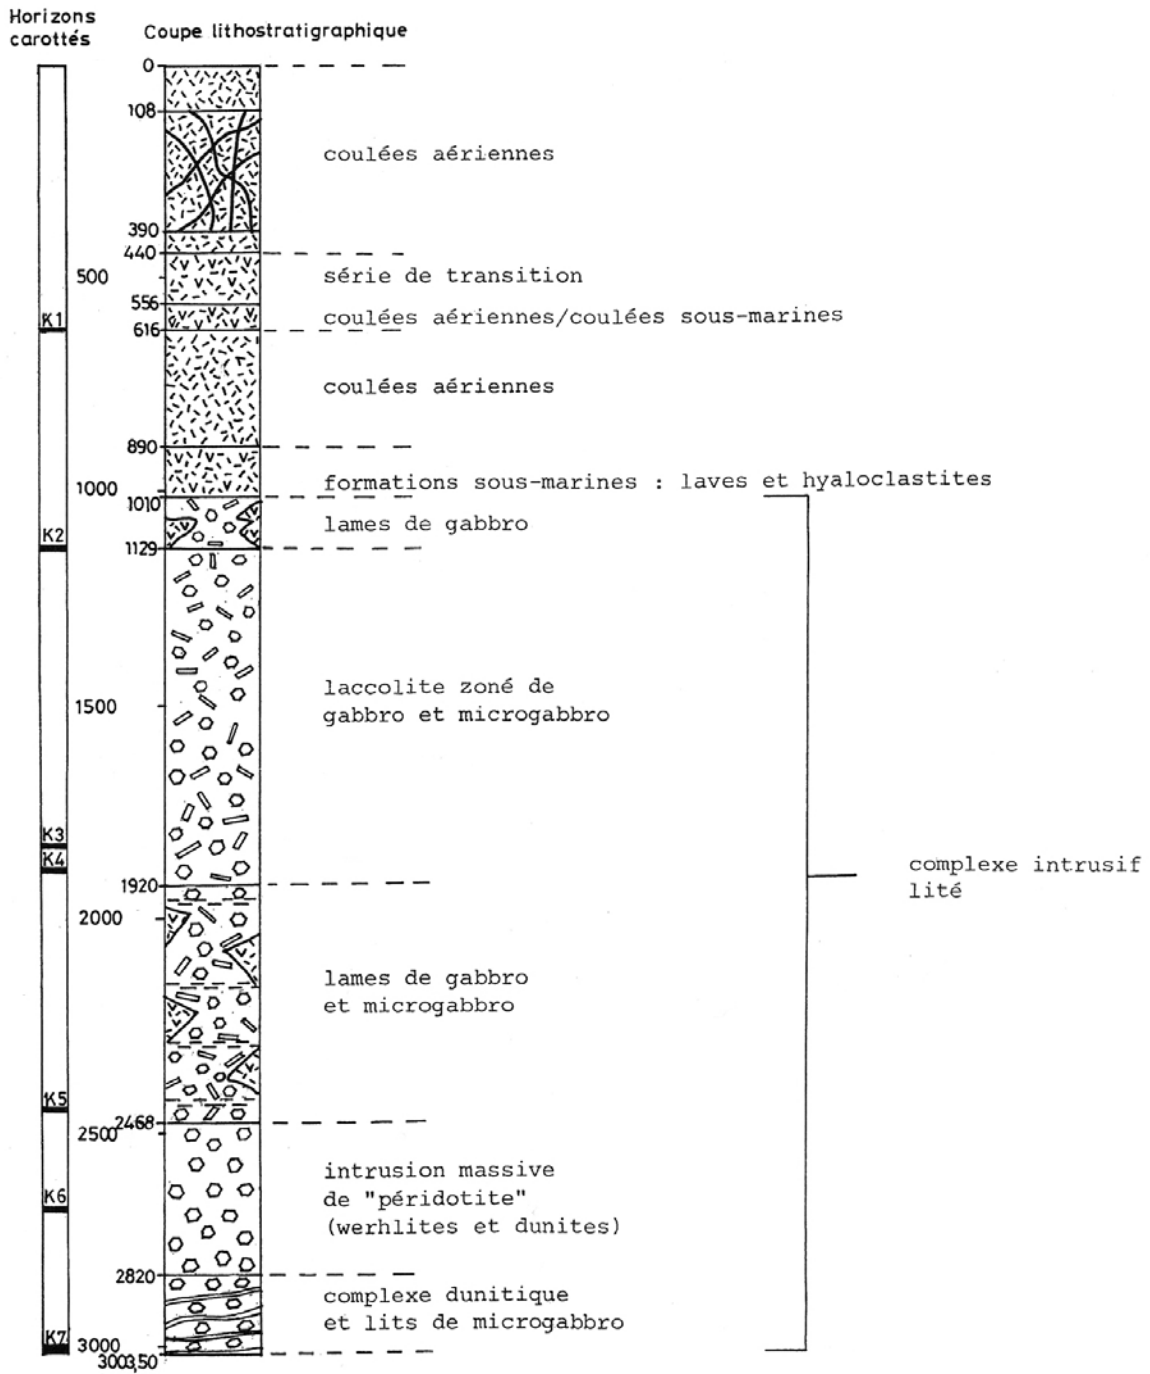 Horizons
carottés
Coupe lithostratigraphique
0
108
coulées aériennes
390
440
500
série de transition
556
K1
coulées aériennes/coulées sous-marines
616
coulées aériennes
890
1000
formations sous-marines : laves et hyaloclastites
1010
lames de gabbro
K2
1129
laccolite zoné de
1500
gabbro et microgabbro
K3
K4
complexe intrusif
lité
1920
2000
lames de gabbro
et microgabbro
K5
2468
2500
intrusion massive
K6
de "péridotite"
(werhlites et dunites)
2820
complexe dunitique
et lits de microgabbro
K7
3000
3003,50